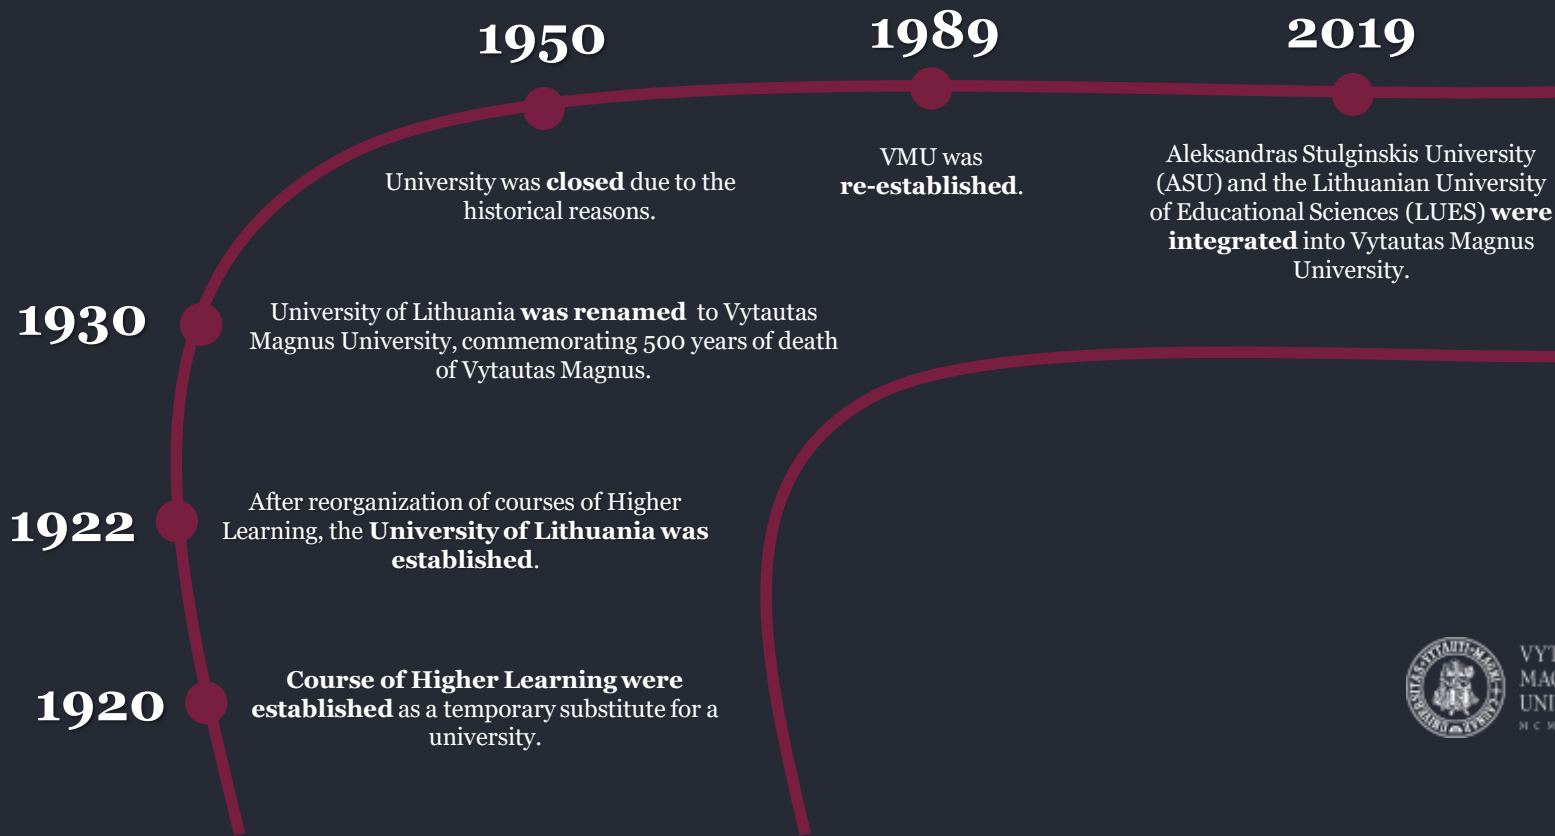 1950
1989
2019
University was closed due to the
historical reasons.
VMU was
re-established.
Aleksandras Stulginskis University
(ASU) and the Lithuanian University
of Educational Sciences (LUES) were
integrated into Vytautas Magnus
University.
1930
University of Lithuania was renamed to Vytautas
Magnus University, commemorating 500 years of death
of Vytautas Magnus.
1922
After reorganization of courses of Higher
Learning, the University of Lithuania was
established.
1920
Course of Higher Learning were
established as a temporary substitute for a
university.
VYT
MAG
UNI
MCM